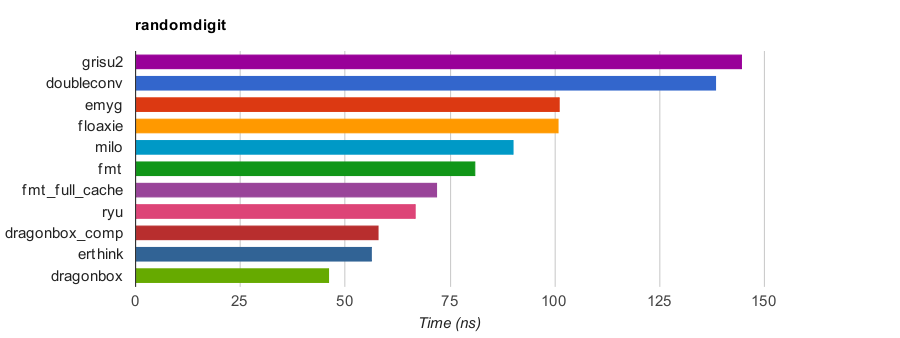 randomdigit
grisu2
doubleconv
emyg
floaxie
milo
fmt
fmt_full_cache
ryu
dragonbox_comp
erthink
dragonbox
0 25 50 75 100 125 150
Time (ns)